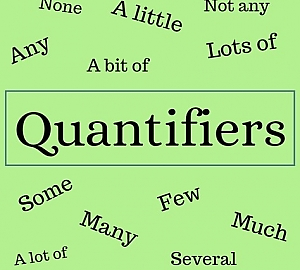 None
A little
Not any
Any
A bit of
Lots of
Quantifiers
Some
Few
Many
Much
A lot of
Several